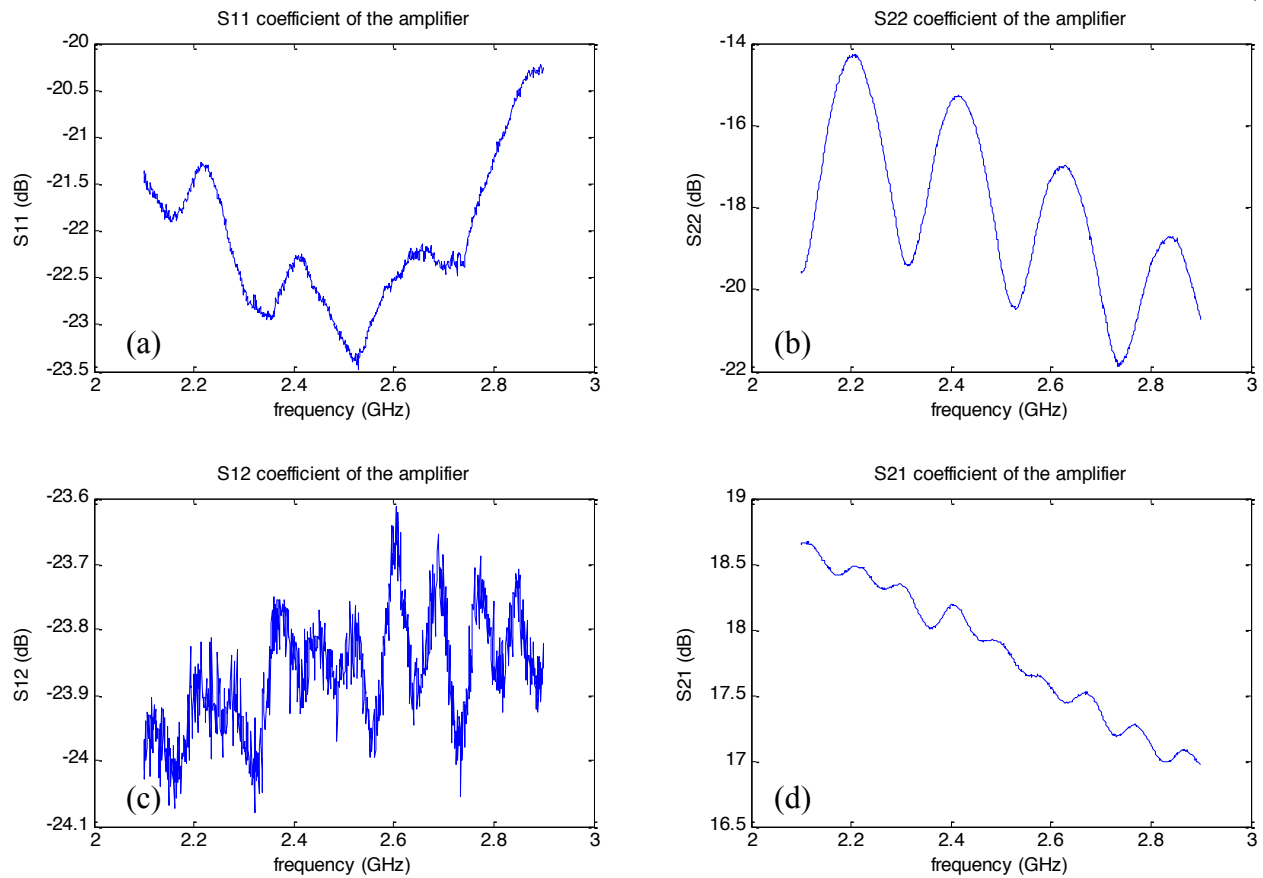 S11 coefficient of the amplifier
-20
-20.5
-21
-21.5
-22
-22.5
-23
-23.5
S11 (dB)
(a)
2 2.2 2.4 2.6 2.8 3
frequency (GHz)
S22 coefficient of the amplifier
-14
-16
-18
-20
-22
S22 (dB)
(b)
2 2.2 2.4 2.6 2.8 3
frequency (GHz)
S12 coefficient of the amplifier
-23.6
-23.7
-23.8
-23.9
-24
-24.1
S12 (dB)
(c)
2 2.2 2.4 2.6 2.8 3
frequency (GHz)
S21 coefficient of the amplifier
19
18.5
18
17.5
17
16.5
S21 (dB)
(d)
2 2.2 2.4 2.6 2.8 3
frequency (GHz)